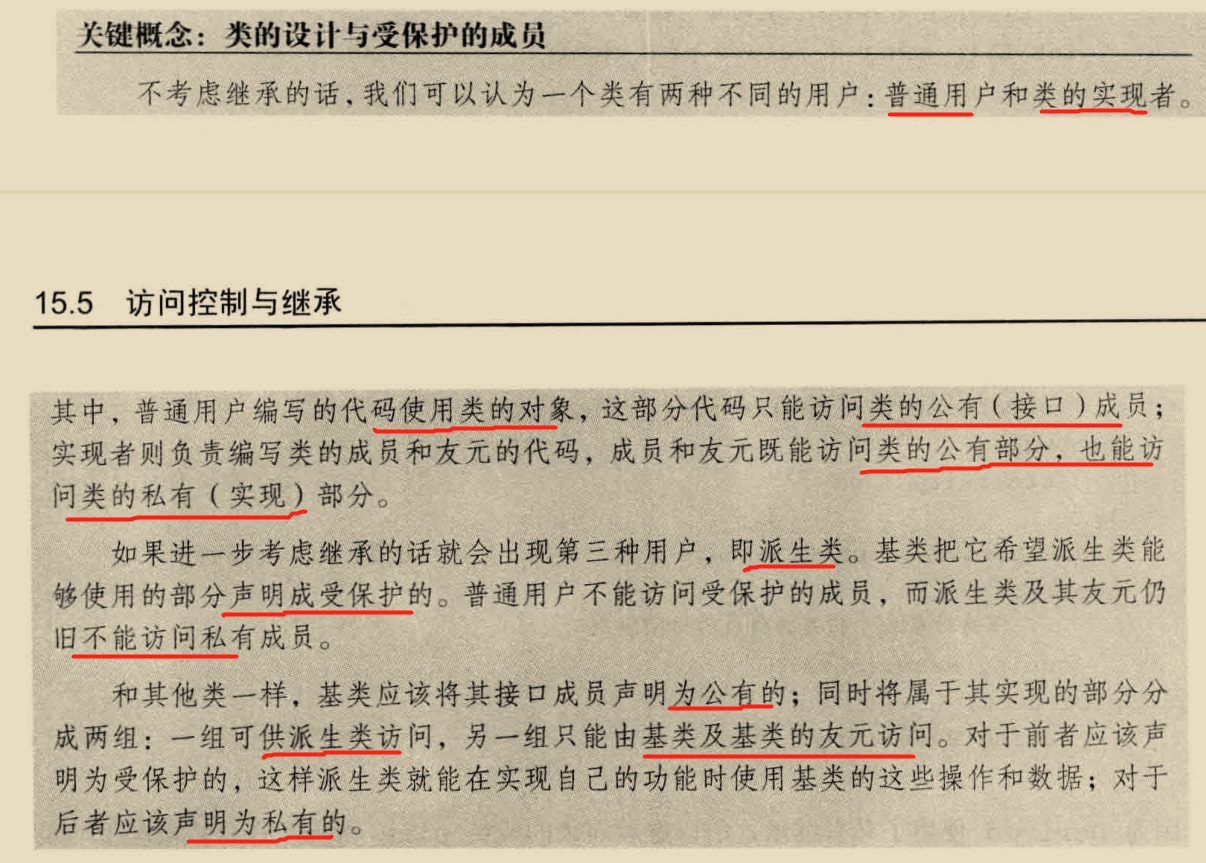 关键概念：类的设计与受保护的成员
不考虑继承的话，我们可以认为一个类有两种不同的用户：普通用户和类的实现者。
15.5 访问控制与继承
其中，普通用户编写的代码使用类的对象，这部分代码只能访问类的公有（接口）成员；
实现者则负责编写类的成员和友元的代码，成员和友元既能访问类的公有部分，也能访
问类的私有（实现）部分。
如果进一步考虑继承的话就会出现第三种用户，即派生类。基类把它希望派生类能
够使用的部分声明成受保护的。普通用户不能访问受保护的成员，而派生类及其友元仍
旧不能访问私有成员。
和其他类一样，基类应该将其接口成员声明为公有的；同时将属于其实现的部分分
成两组：一组可供派生类访问，另一组只能由基类及基类的友元访问。对于前者应该声
明为受保护的，这样派生类就能在实现自己的功能时使用基类的这些操作和数据；对于
后者应该声明为私有的。